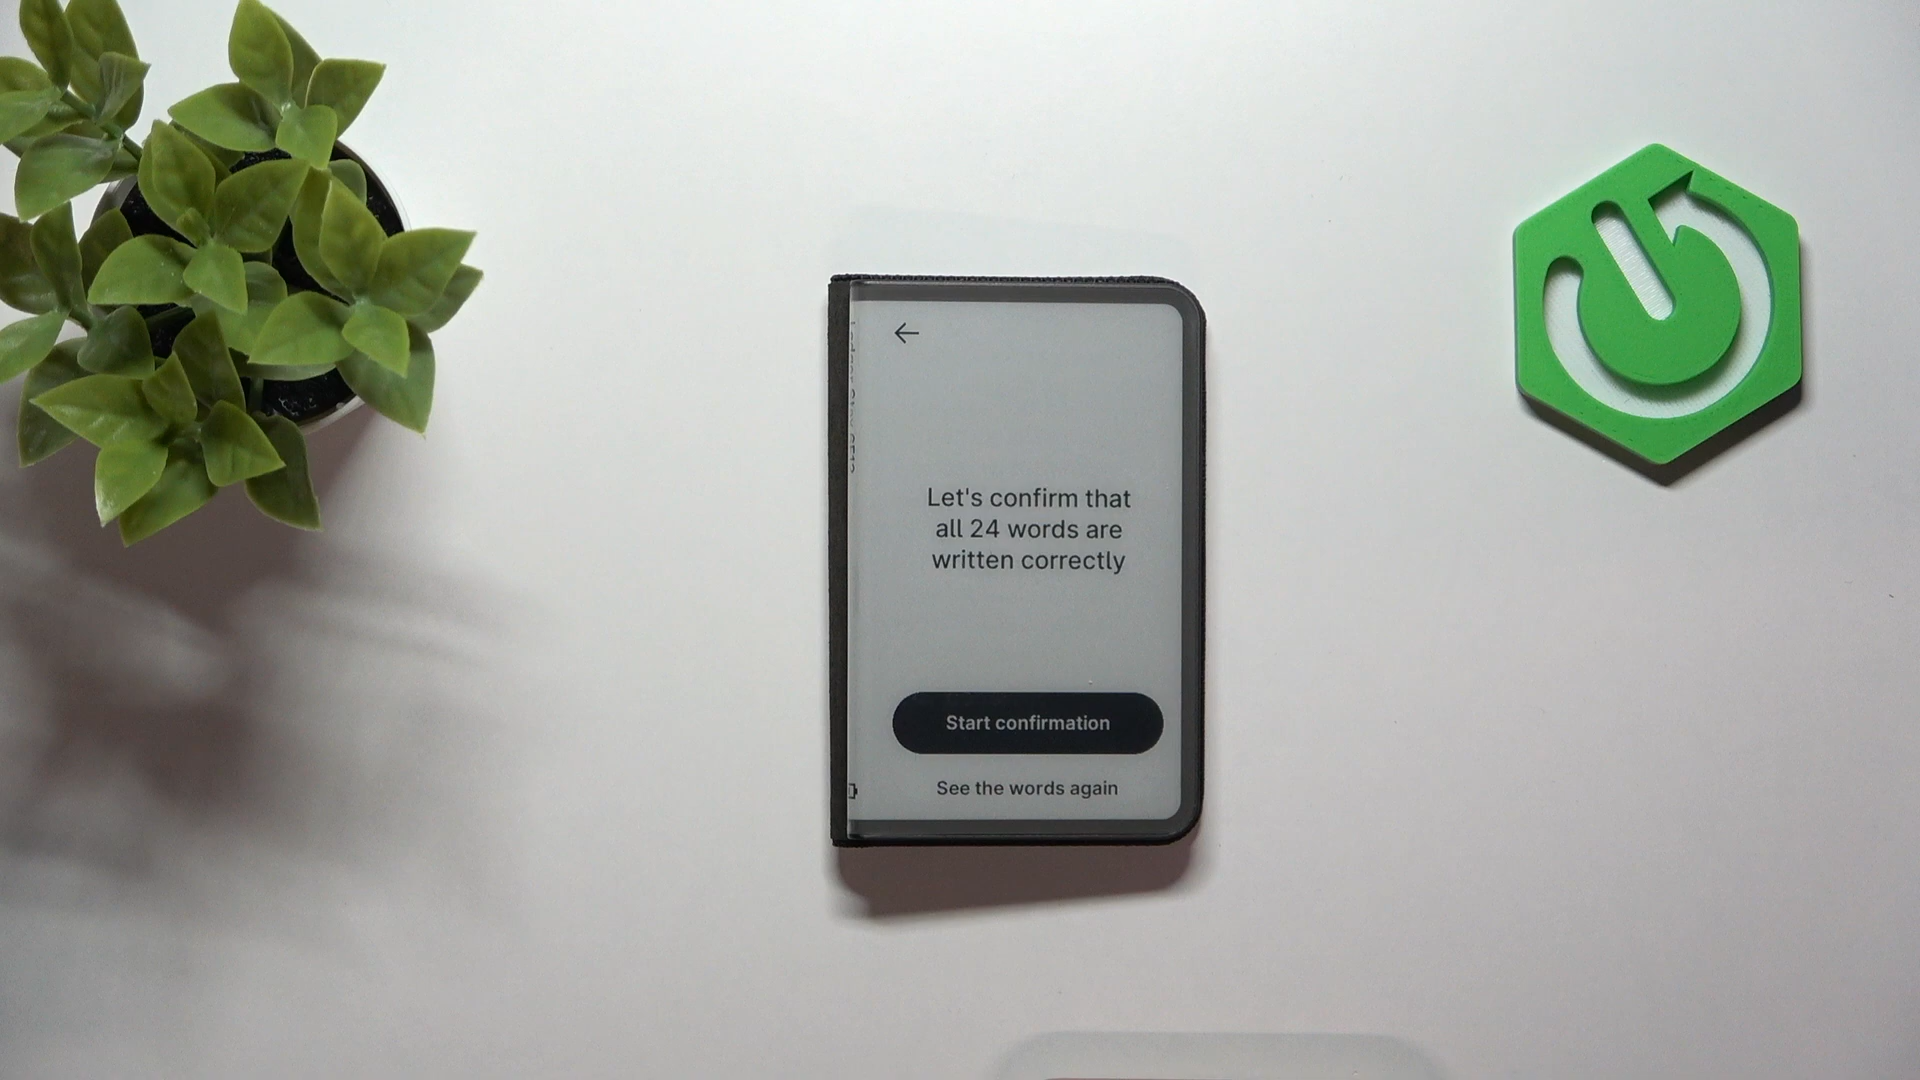 Let's confirm that
all 24 words are
written correctly
Start confirmation
See the words again